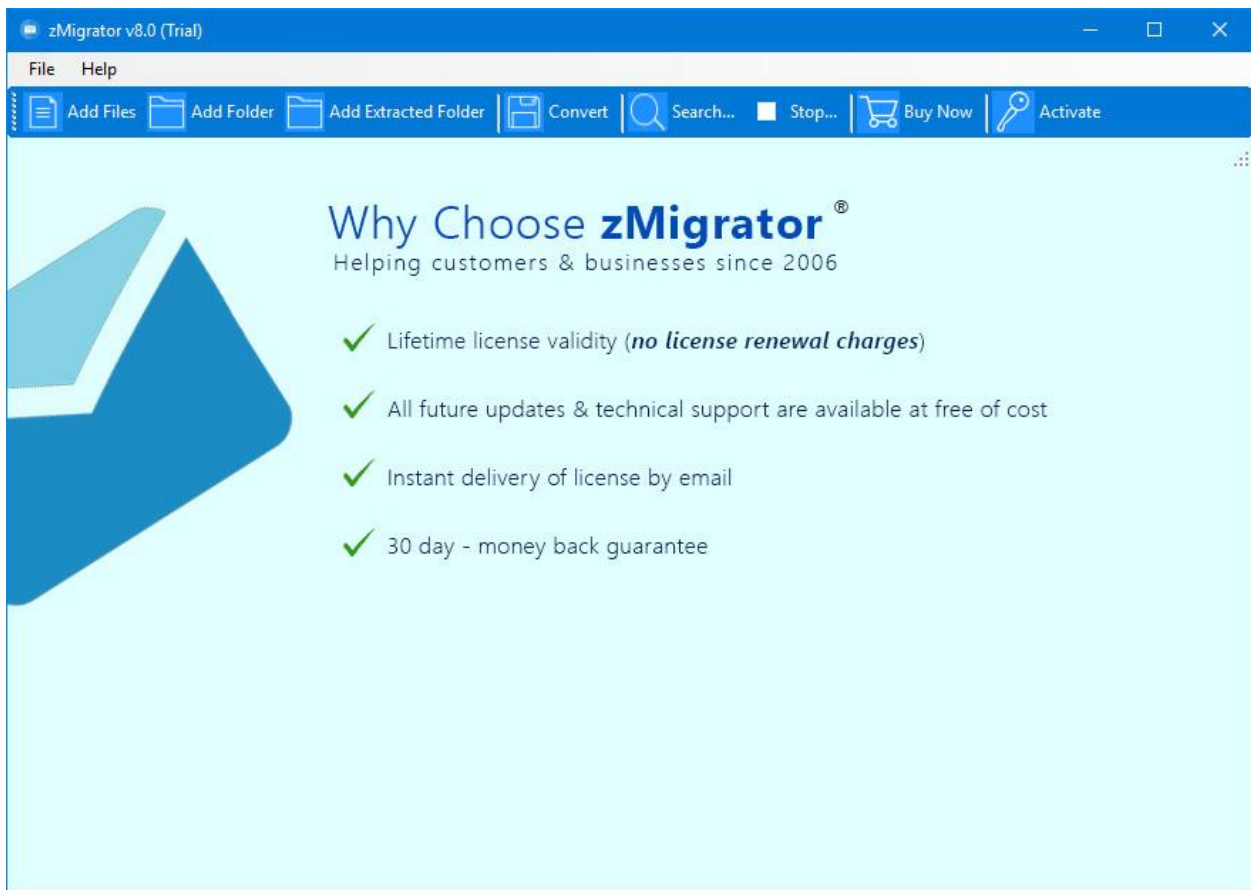 zMigrator v8.0 (Trial)
File Help
Add Files Add Folder Add Extracted Folder Convert Search... Stop... Buy Now Activate
Why Choose zMigrator ®
Helping customers & businesses since 2006
Lifetime license validity (no license renewal charges)
All future updates & technical support are available at free of cost
Instant delivery of license by email
30 day - money back guarantee